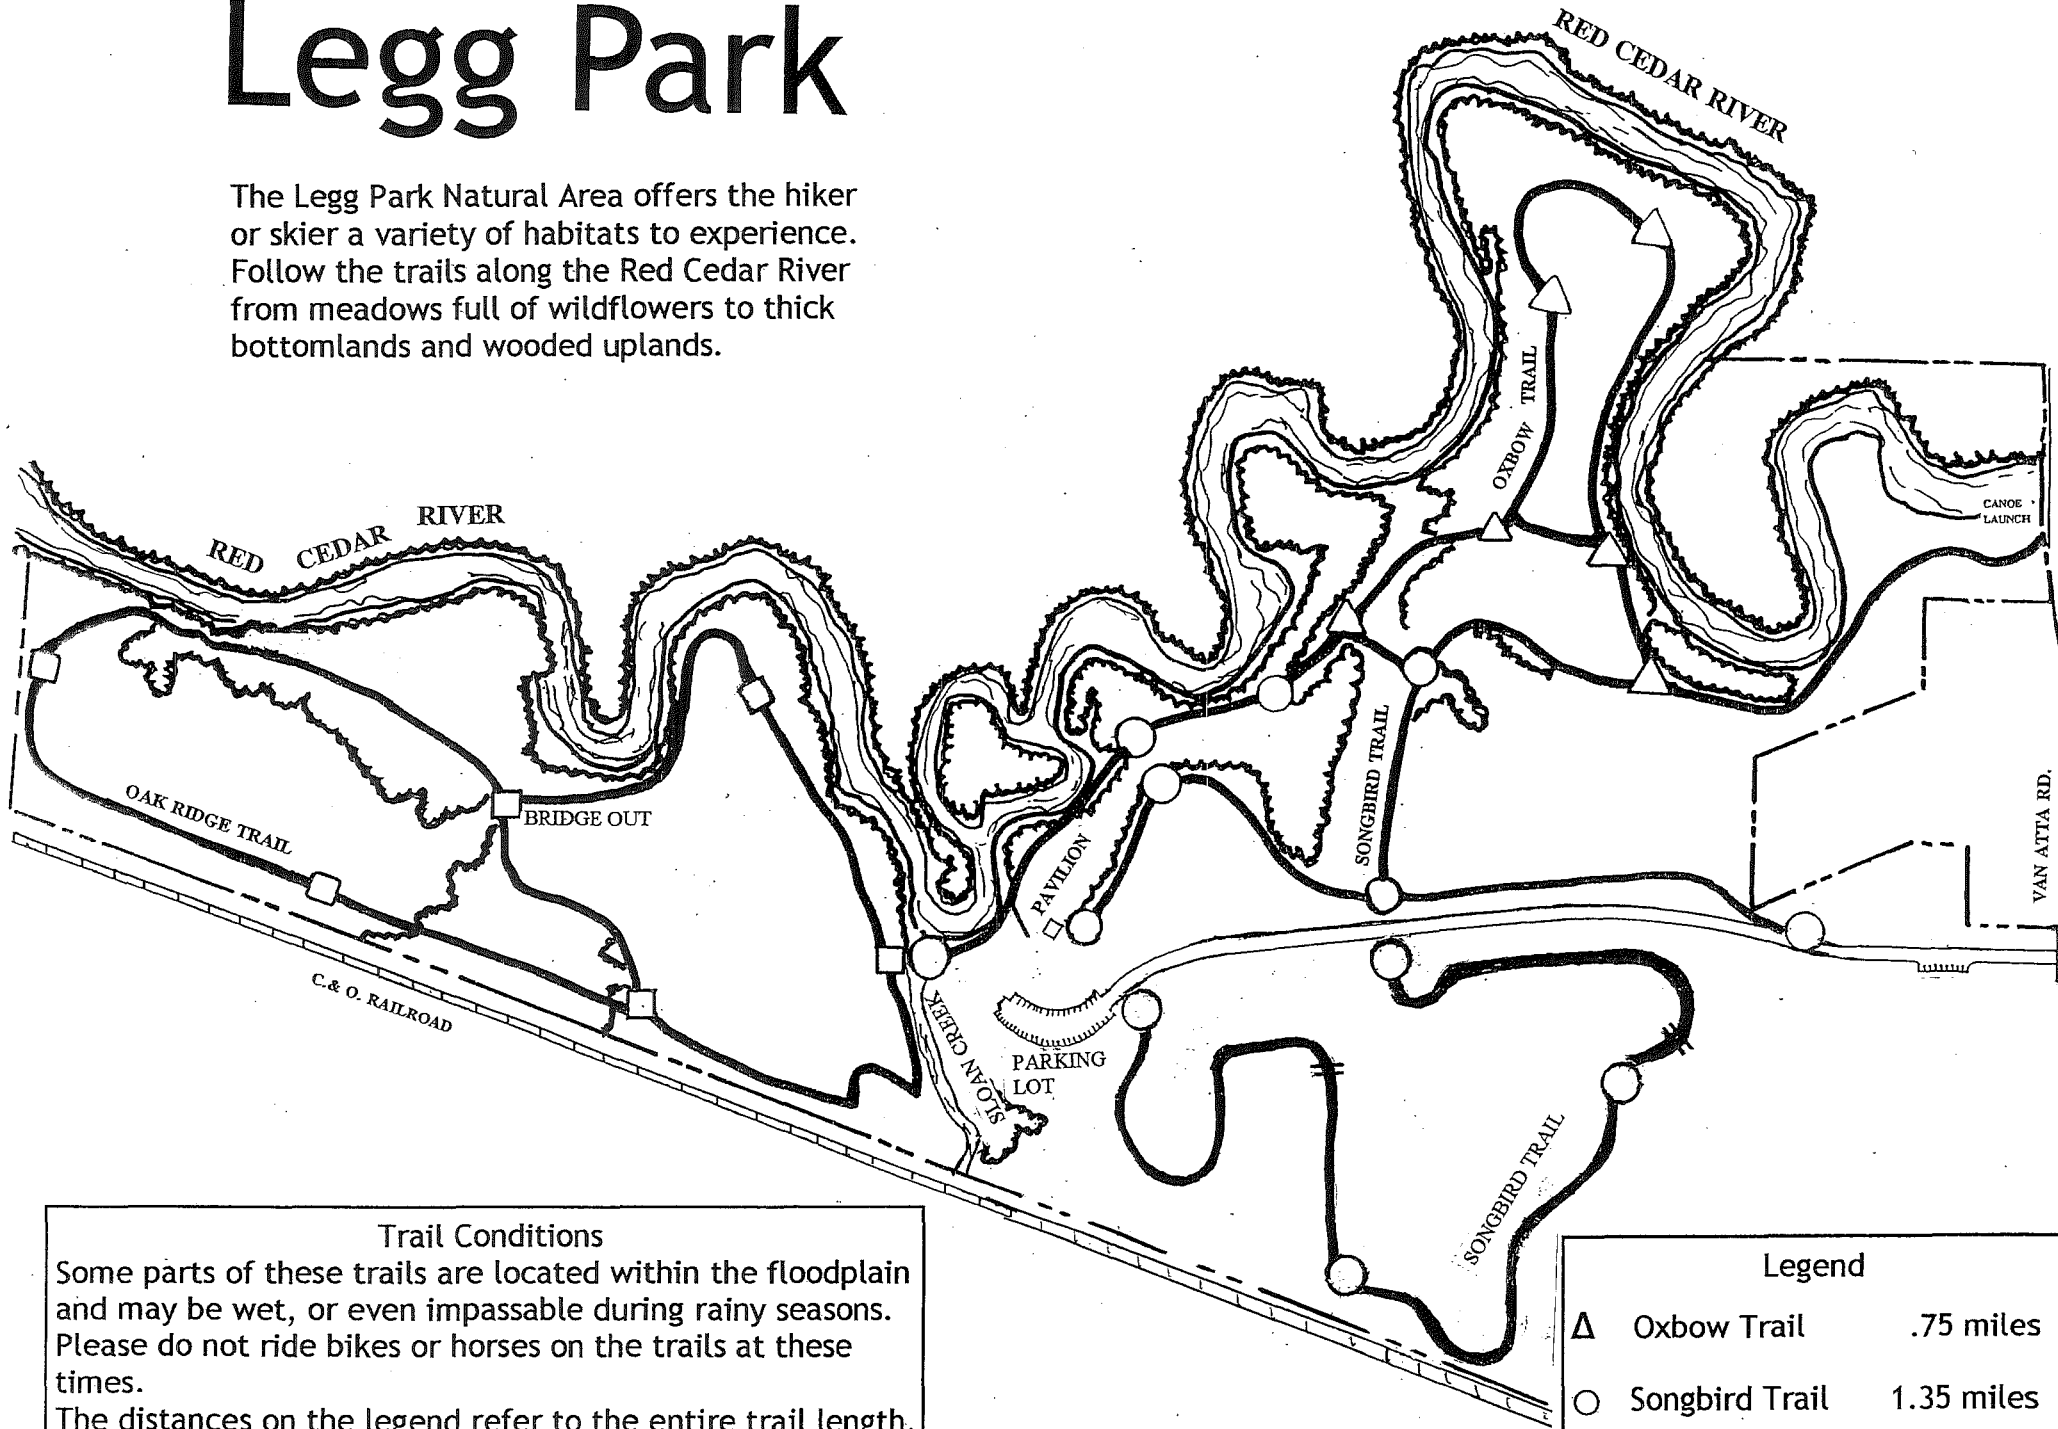 Legg Park
The Legg Park Natural Area offers the hiker
or skier a variety of habitats to experience.
Follow the trails along the Red Cedar River
from meadows full of wildflowers to thick
bottomlands and wooded uplands.
RED CEDAR RIVER
OXBOW TRAIL
CANOE
LAUNCH
RED CEDAR RIVER
OAK RIDGE TRAIL
BRIDGE OUT
SONGBIRD TRAIL
PAVILION
VAN ATTA RD.
C.& O. RAILROAD
SLOAN CREEK
PARKING
LOT
SONGBIRD TRAIL
Trail Conditions
Some parts of these trails are located within the floodplain
and may be wet, or even impassable during rainy seasons.
Please do not ride bikes or horses on the trails at these
times.
The distances on the legend refer to the entire trail length.
Legend
Oxbow Trail .75 miles
Songbird Trail 1.35 miles